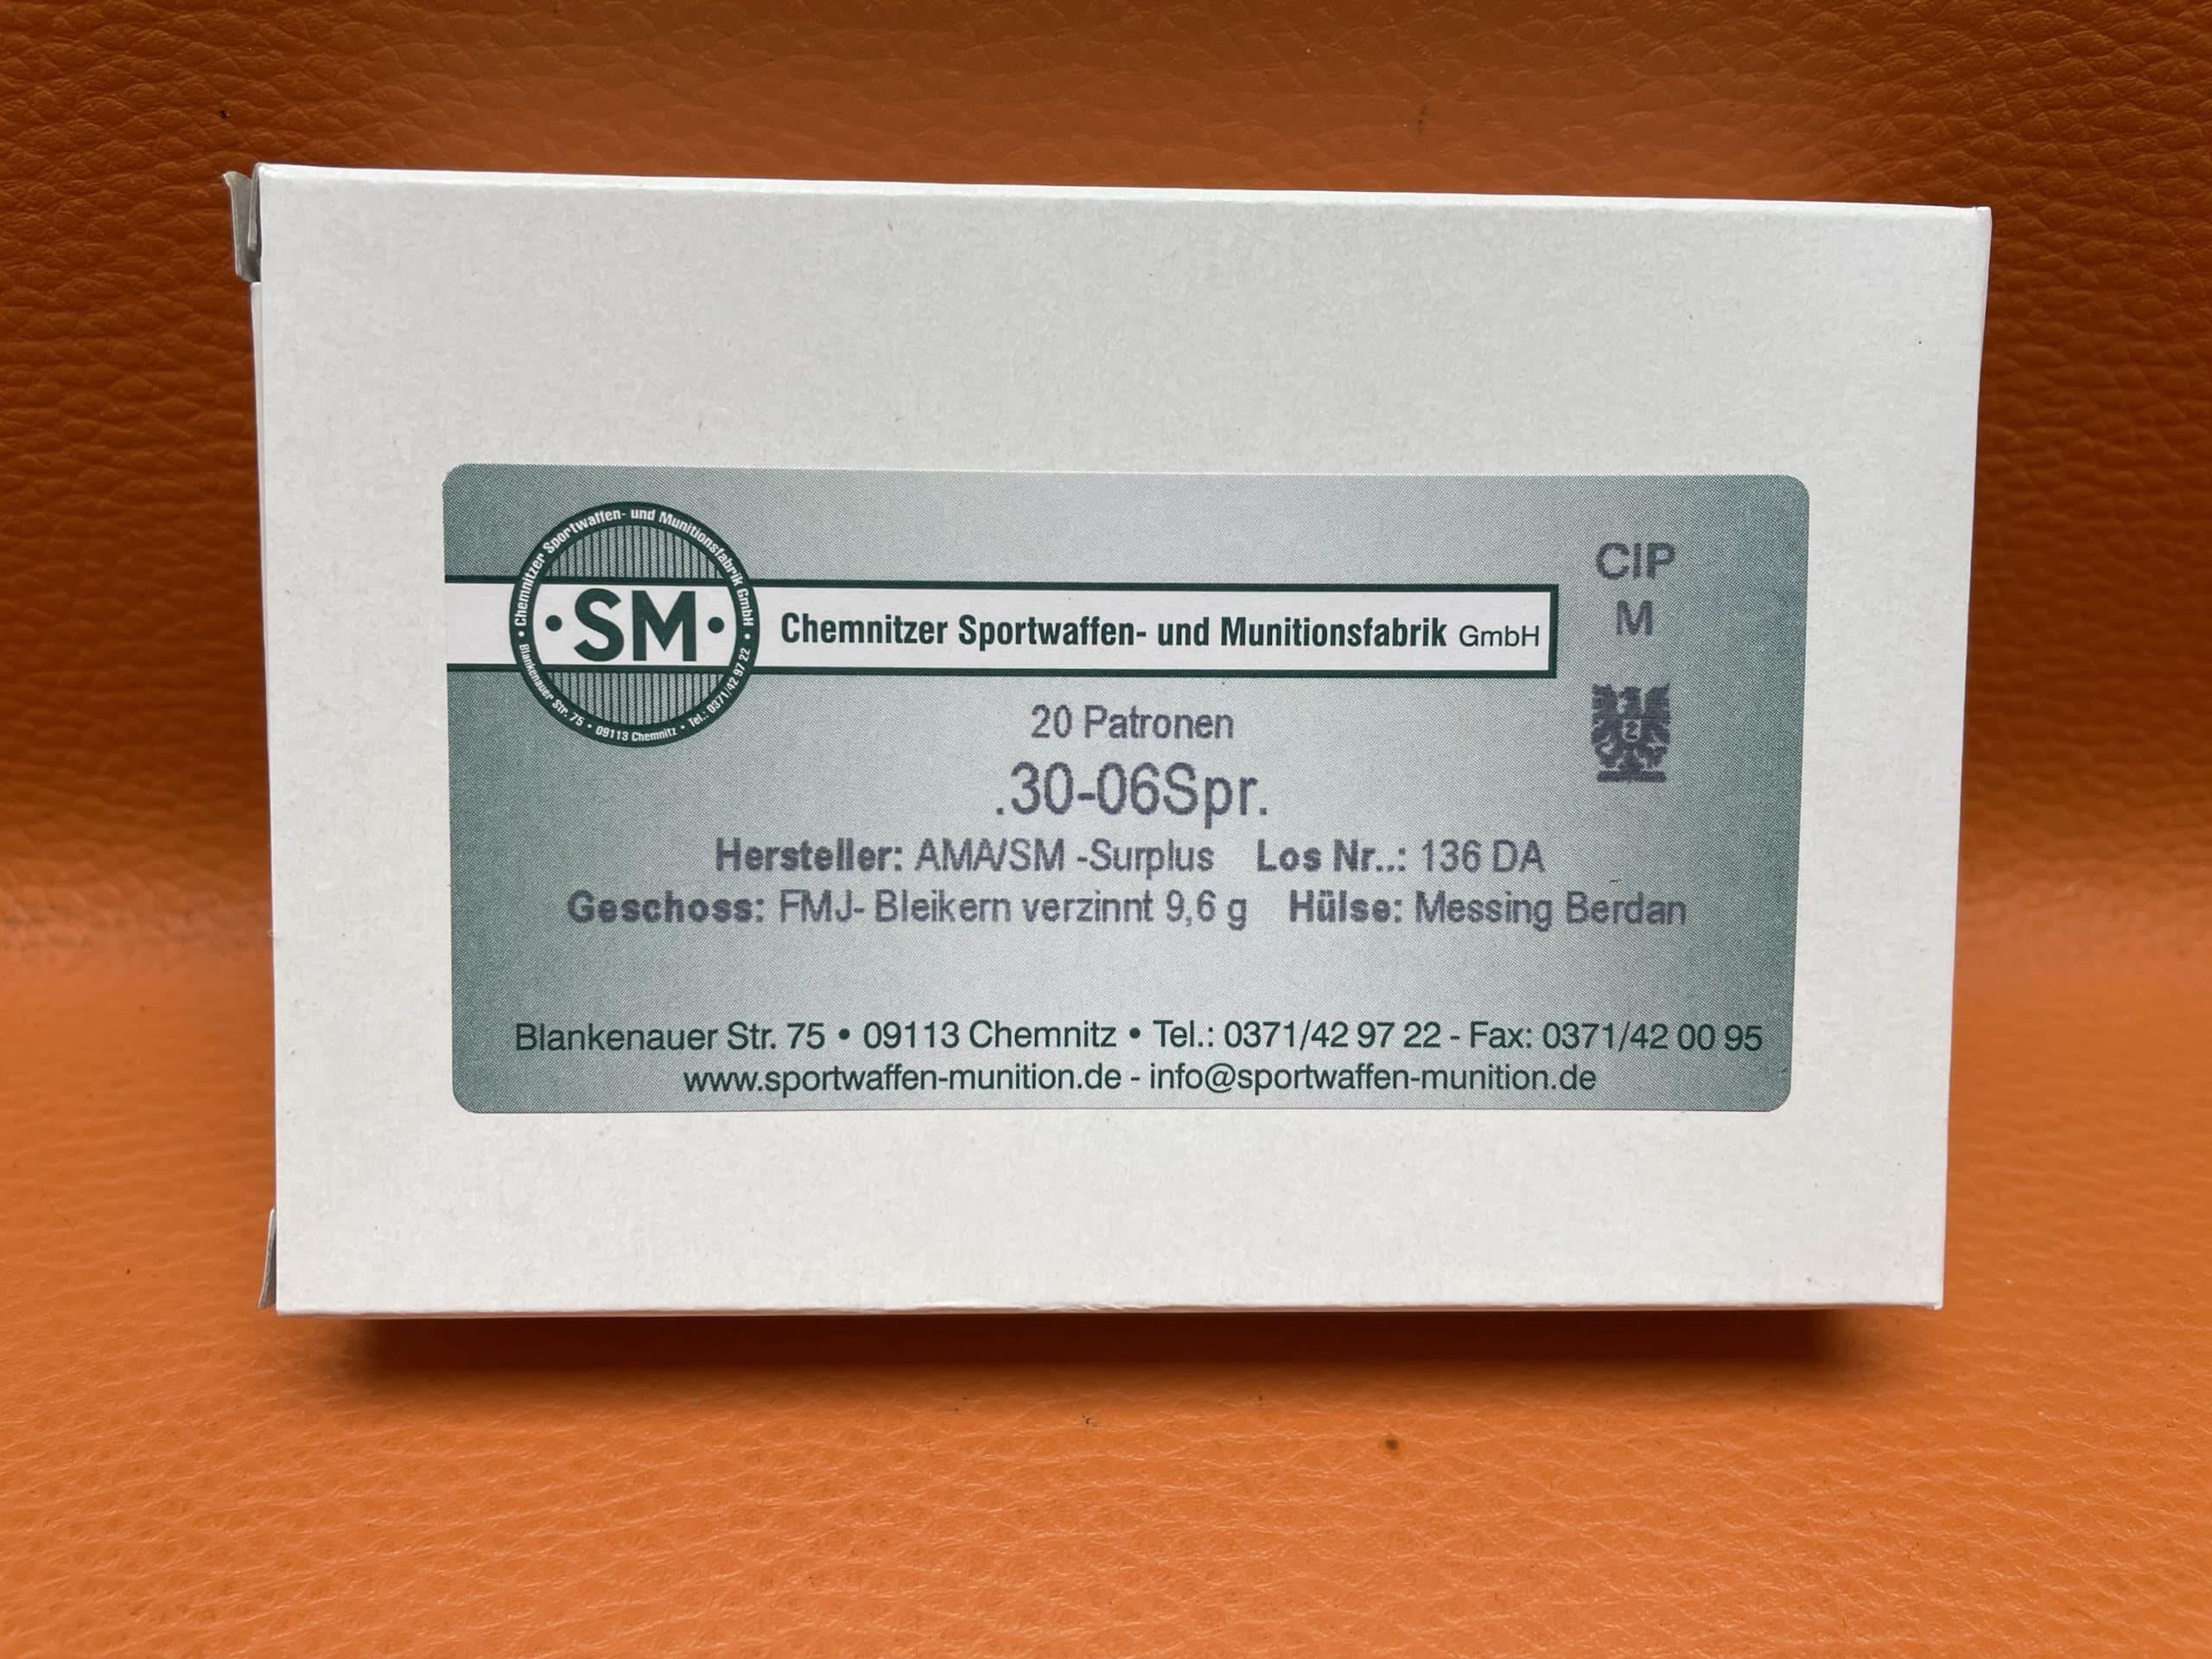 • Chemnitzer Sportwaffen- und Munitionsfabrik GmbH •
Blankenauer Str. 75 • 09113 Chemnitz • Tel.: 0371/42 97 22
•SM•
Chemnitzer Sportwaffen- und Munitionsfabrik GmbH
CIP
M
Z
20 Patronen
.30-06Spr.
Hersteller: AMA/SM -Surplus Los Nr..: 136 DA
Geschoss: FMJ- Bleikern verzinnt 9,6 g Hülse: Messing Berdan
Blankenauer Str. 75 • 09113 Chemnitz • Tel.: 0371/42 97 22 - Fax: 0371/42 00 95
www.sportwaffen-munition.de - info@sportwaffen-munition.de